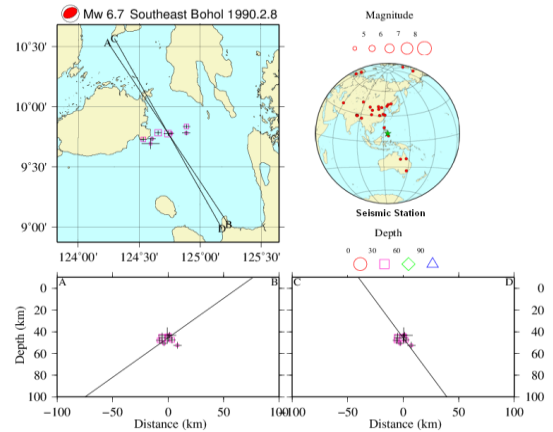 Mw 6.7 Southeast Bohol 1990.2.8
Magnitude
5 6 7 8
10°30'
10°00'
9°30'
9°00'
124°00' 124°30' 125°00' 125°30'
A C
B
D
Seismic Station
Depth
0 30 60 90
A B
C D
Depth (km)
0
20
40
60
80
100
−100 −50 0 50 100
Distance (km)
−100 −50 0 50 100
Distance (km)